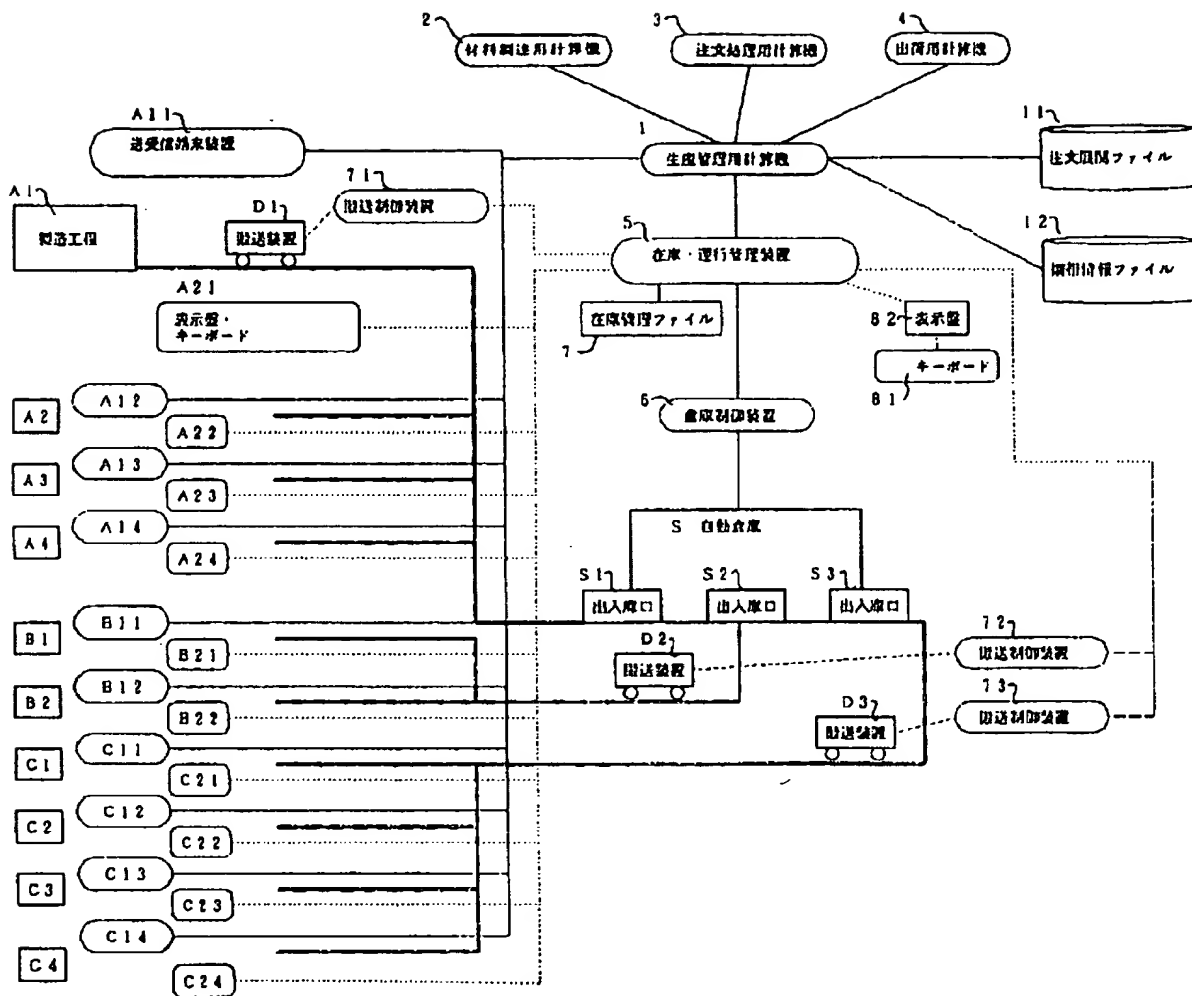 2
材料調達用計算機
3
注文処理用計算機
4
出荷用計算機
A11
送受信端末装置
1
生産管理用計算機
11
注文展開ファイル
A1
製造工程
D1
搬送装置
71
搬送制御装置
5
在庫・運行管理装置
12
情報ファイル
A21
表示盤・
キーボード
在庫管理ファイル
7
82
表示盤
キーボード
81
6
倉庫制御装置
A2
A12
A22
A3
A13
A23
A4
A14
A24
S 自動倉庫
S1
出入庫口
S2
出入庫口
S3
出入庫口
B1
B11
B21
B2
B12
B22
D2
搬送装置
72
搬送制御装置
D3
搬送装置
73
搬送制御装置
C1
C11
C21
C2
C12
C22
C3
C13
C23
C4
C14
C24